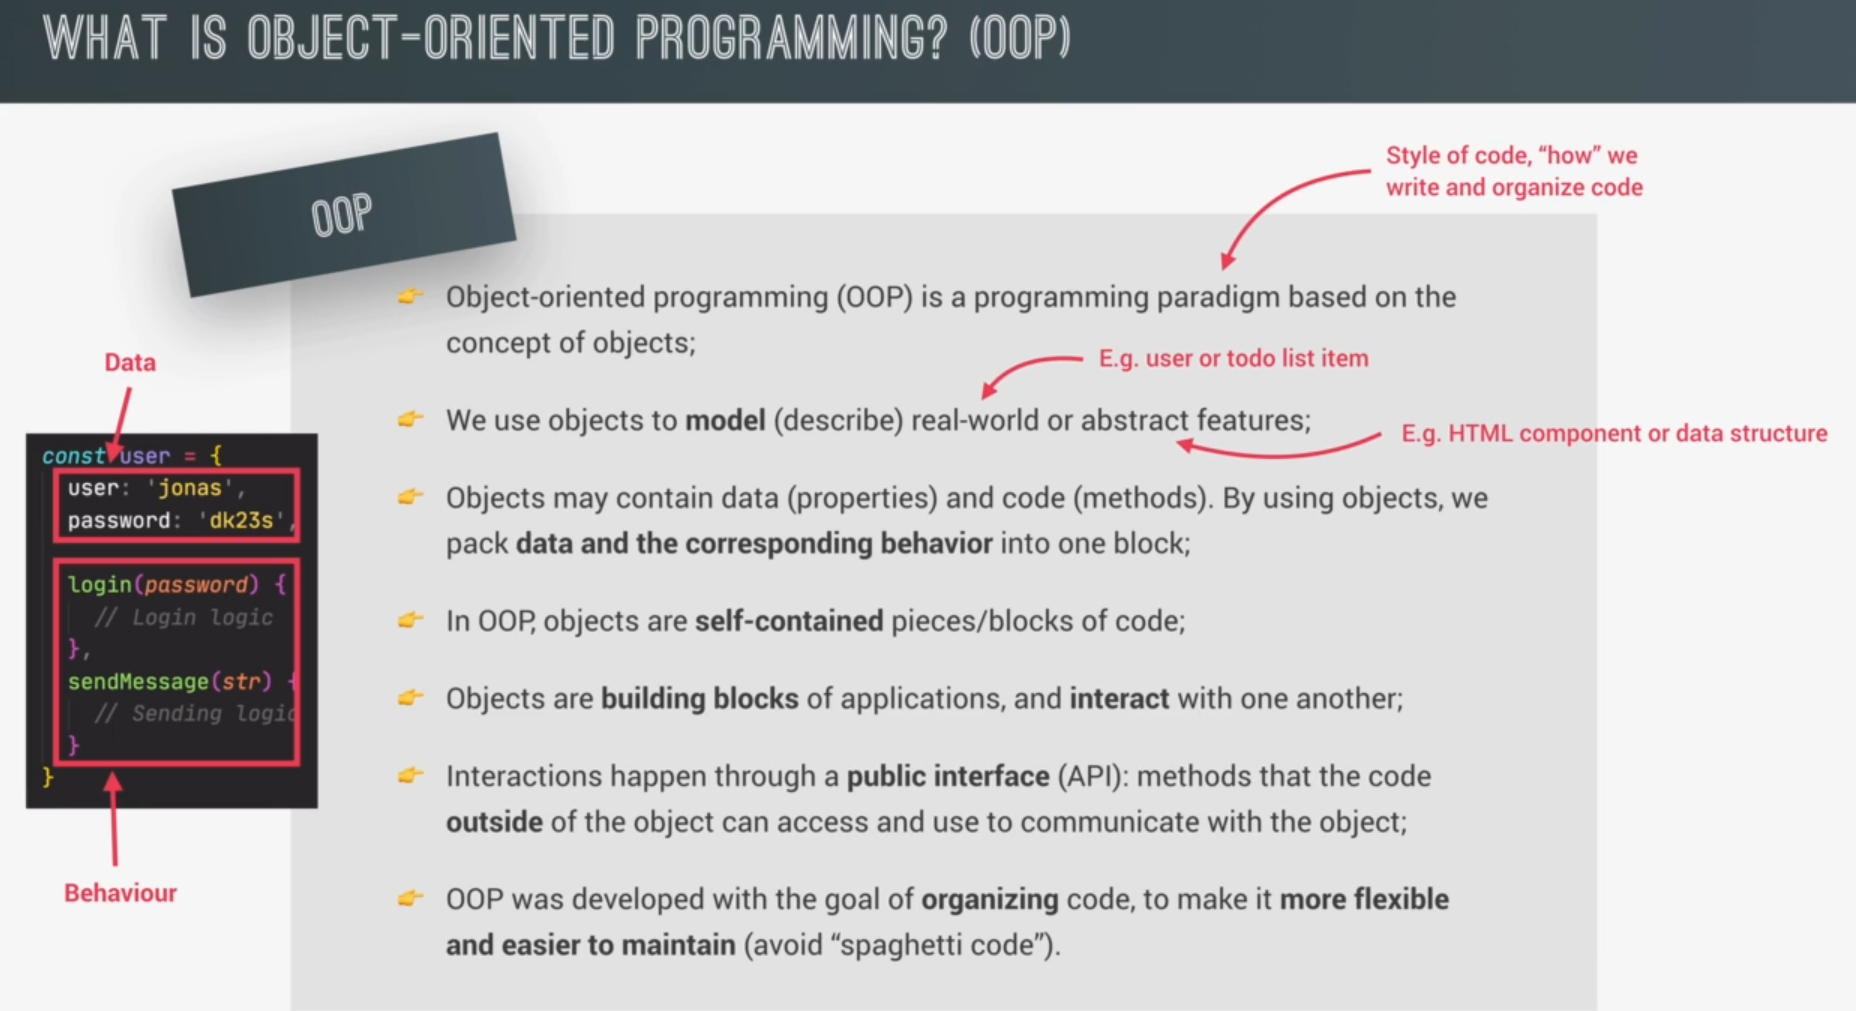 WHAT IS OBJECT-ORIENTED PROGRAMMING? (OOP)
OOP
Style of code, “how” we
write and organize code
Object-oriented programming (OOP) is a programming paradigm based on the
concept of objects;
E.g. user or todo list item
We use objects to model (describe) real-world or abstract features;
E.g. HTML component or data structure
Objects may contain data (properties) and code (methods). By using objects, we
pack data and the corresponding behavior into one block;
In OOP, objects are self-contained pieces/blocks of code;
Objects are building blocks of applications, and interact with one another;
Interactions happen through a public interface (API): methods that the code
outside of the object can access and use to communicate with the object;
OOP was developed with the goal of organizing code, to make it more flexible
and easier to maintain (avoid “spaghetti code”).
Data
const user = {
user: 'jonas',
password: 'dk23s',
login(password) {
// Login logic
},
sendMessage(str) {
// Sending logic
}
}
Behaviour